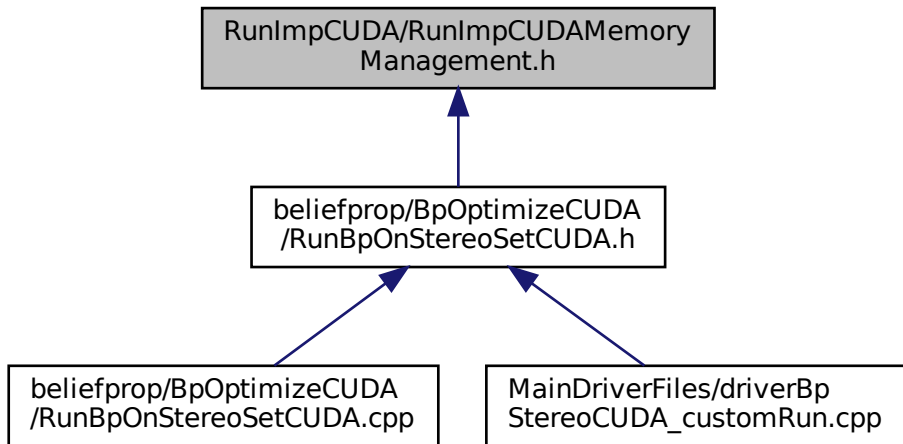 RunImpCUDA/RunImpCUDAMemory
Management.h
beliefprop/BpOptimizeCUDA
/RunBpOnStereoSetCUDA.h
beliefprop/BpOptimizeCUDA
/RunBpOnStereoSetCUDA.cpp
MainDriverFiles/driverBp
StereoCUDA_customRun.cpp